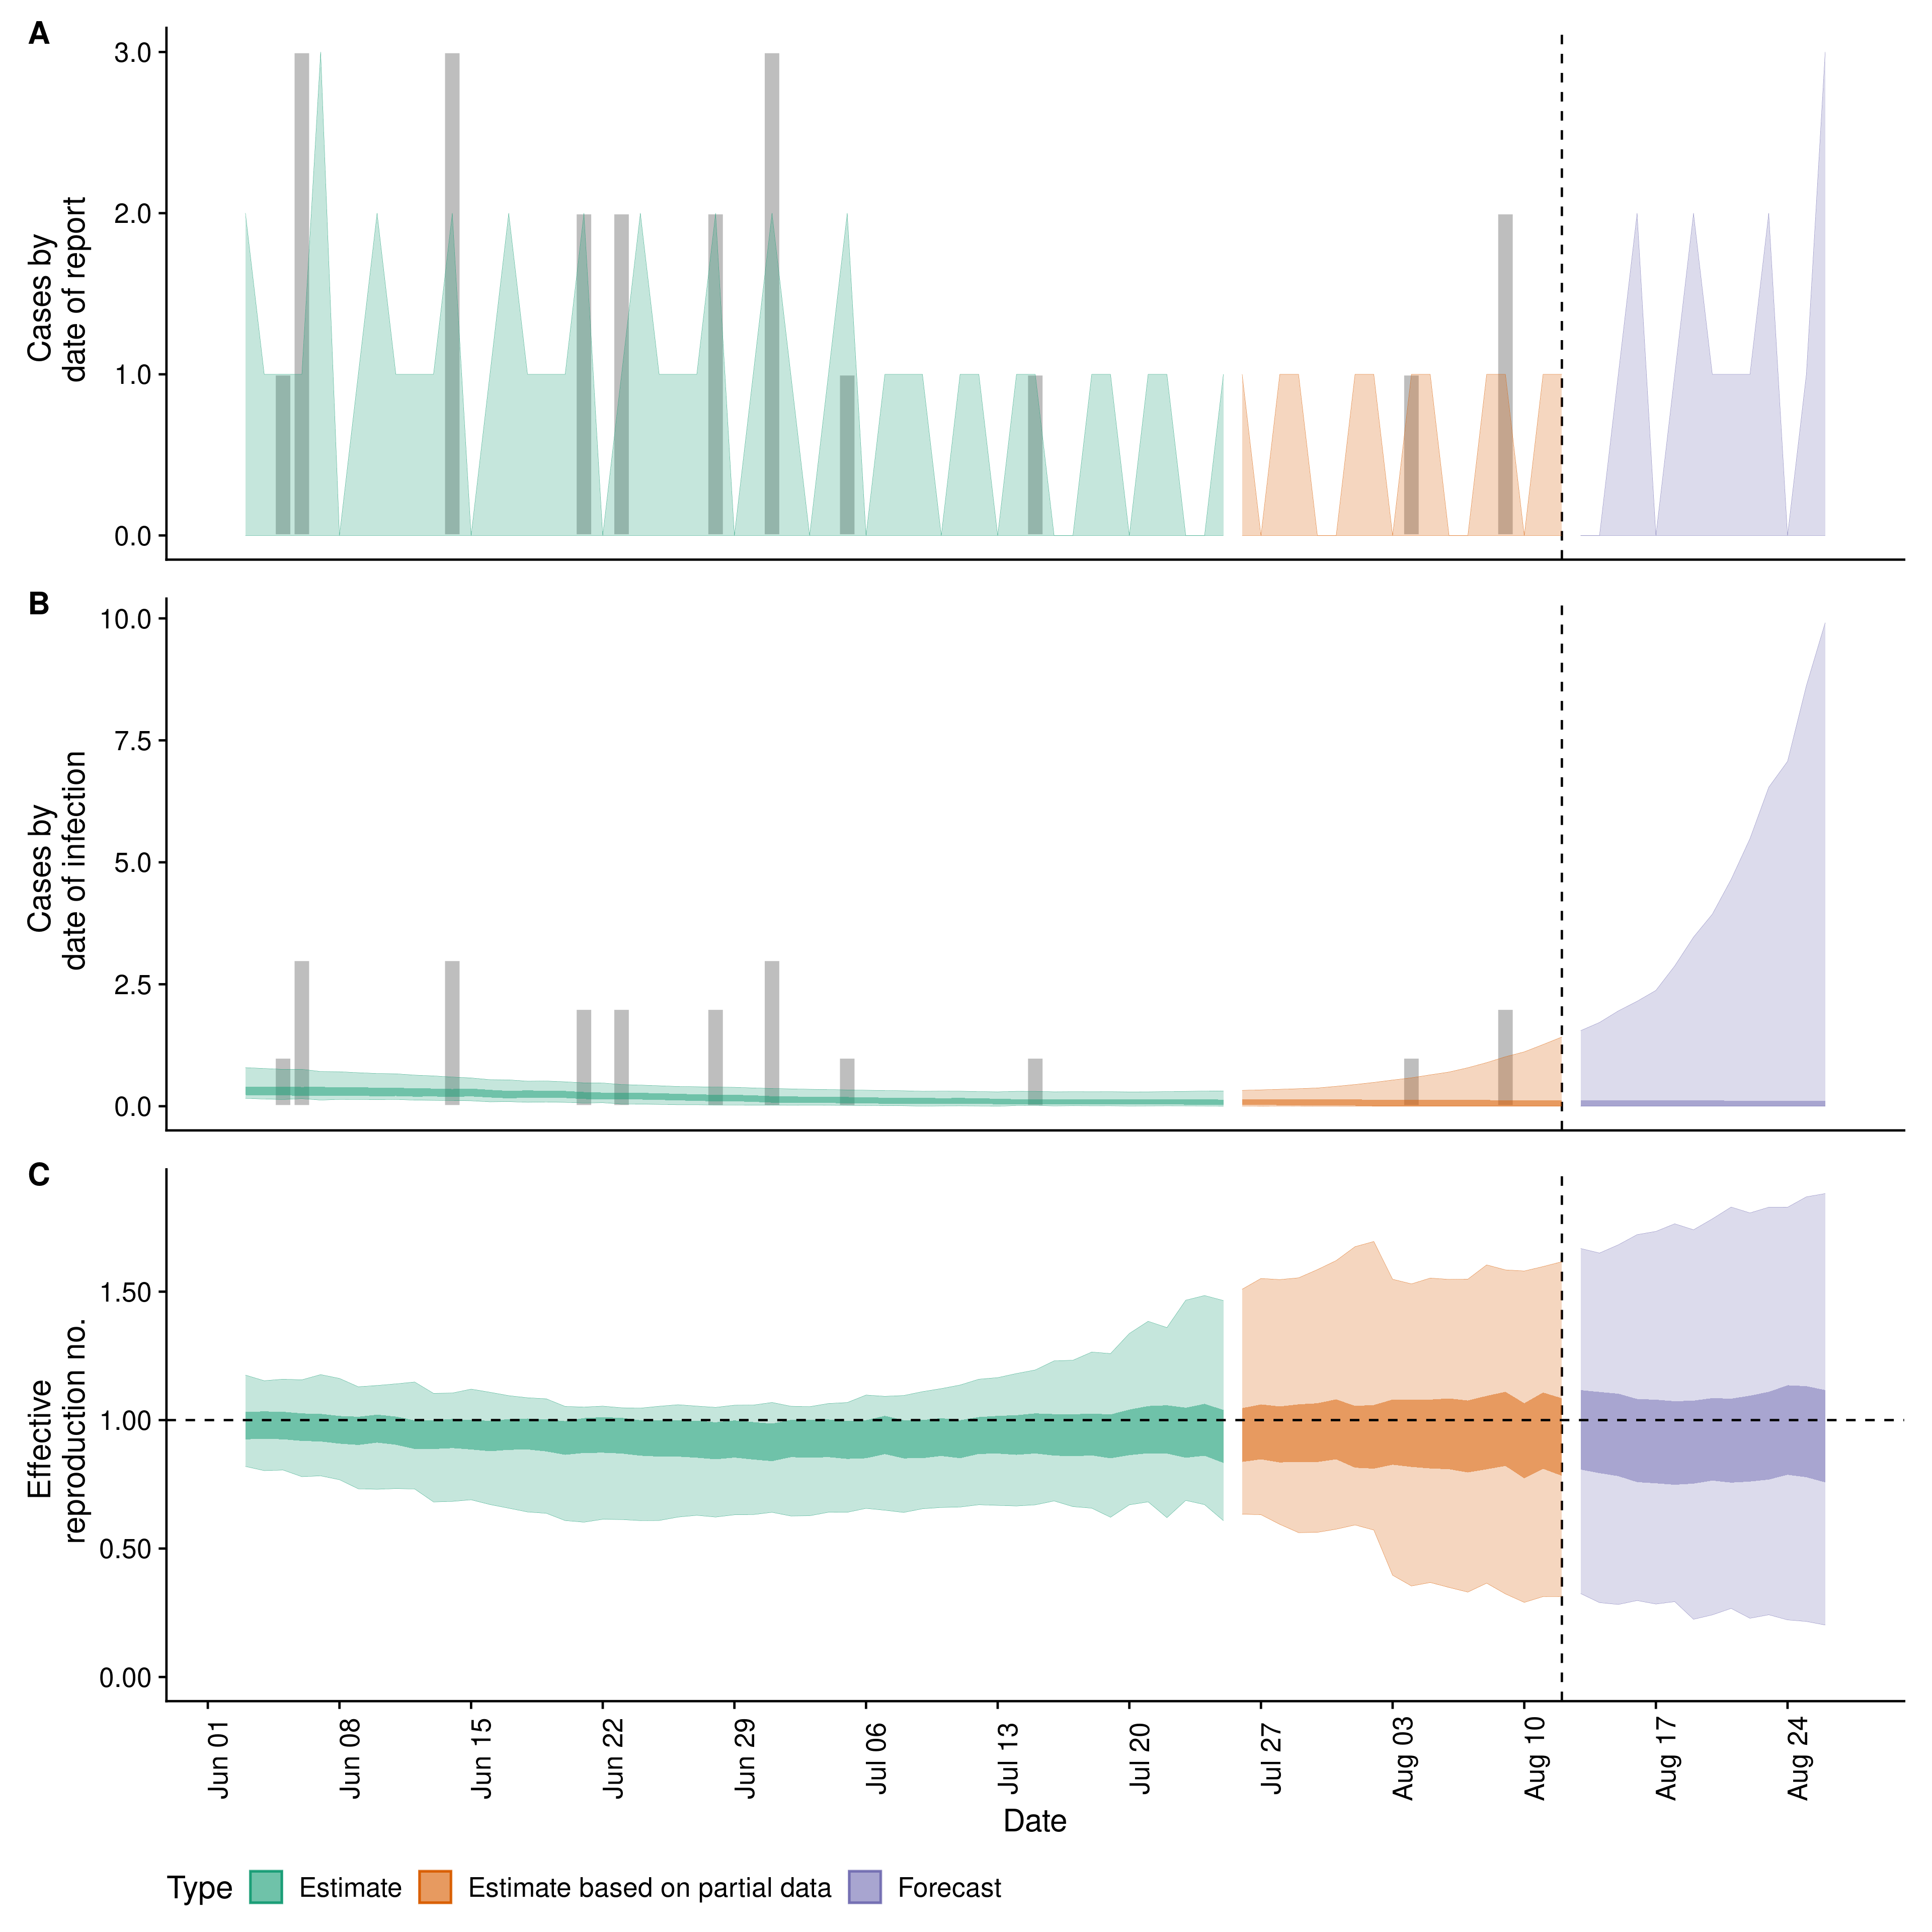 A
Cases by
date of report
3.0
2.0
1.0
0.0
B
Cases by
date of infection
10.0
7.5
5.0
2.5
0.0
C
Effective
reproduction no.
1.50
1.00
0.50
0.00
Jun 01
Jun 08
Jun 15
Jun 22
Jun 29
Jul 06
Jul 13
Jul 20
Jul 27
Aug 03
Aug 10
Aug 17
Aug 24
Date
Type Estimate Estimate based on partial data Forecast